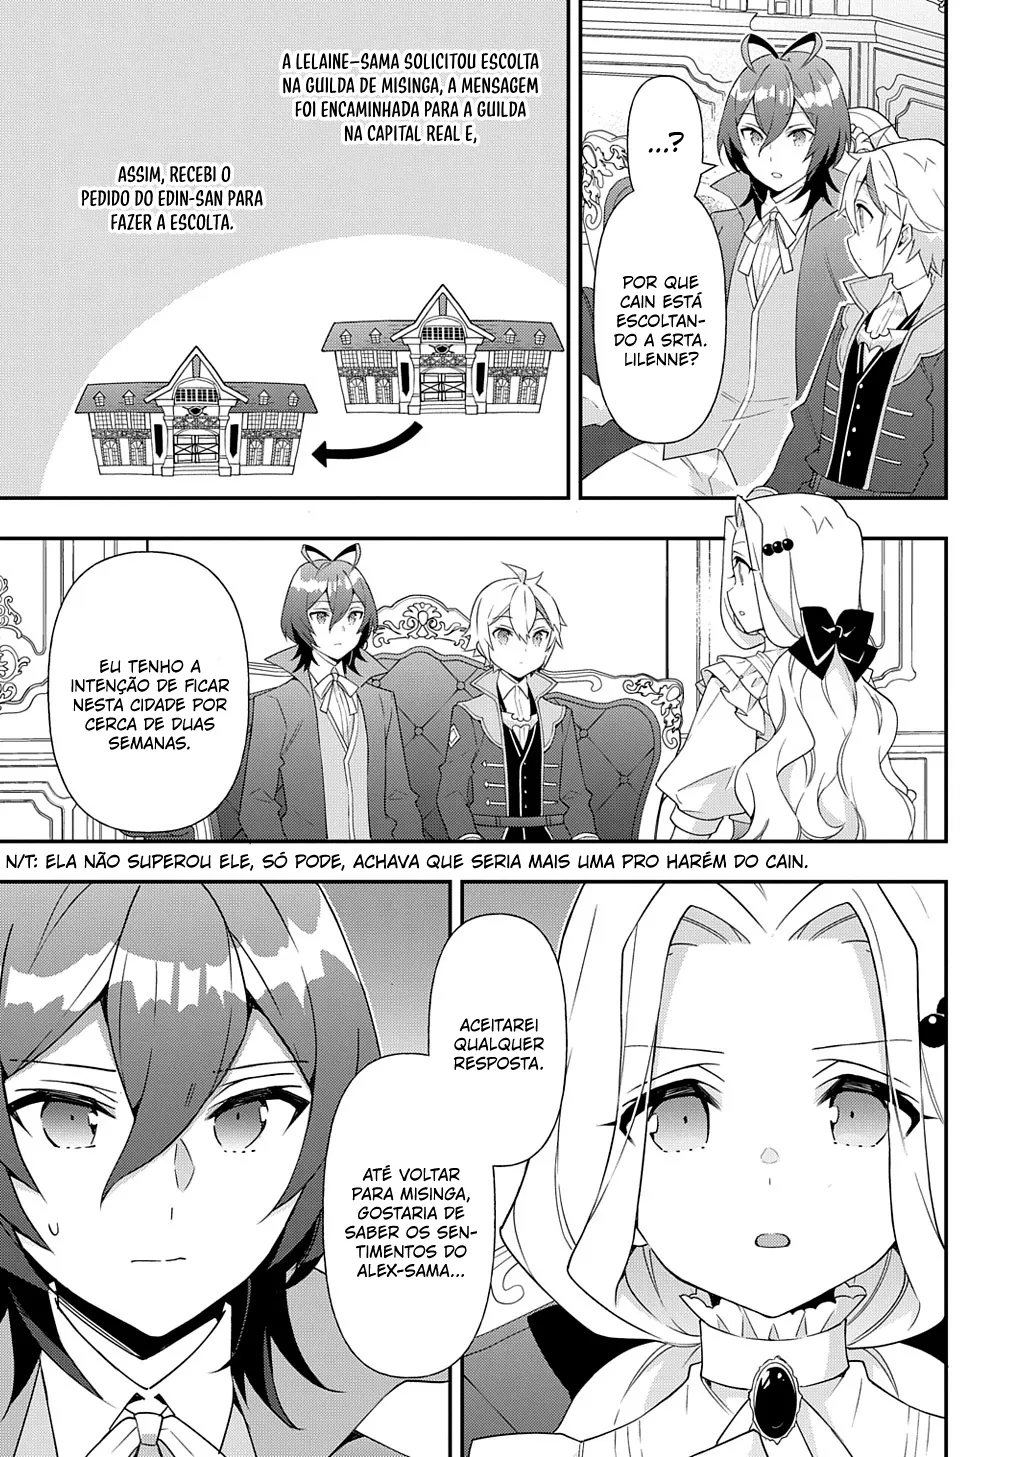 ...?
POR QUE
CAIN ESTÁ
ESCOLTAN-
DO A SRTA.
LILENNE?
A LELAINE-SAMA SOLICITOU ESCOLTA
NA GUILDA DE MISINGA, A MENSAGEM
FOI ENCAMINHADA PARA A GUILDA
NA CAPITAL REAL E,
ASSIM, RECEBI O
PEDIDO DO EDIN-SAN PARA
FAZER A ESCOLTA.
EU TENHO A
INTENÇÃO DE FICAR
NESTA CIDADE POR
CERCA DE DUAS
SEMANAS.
N/T: ELA NÃO SUPEROU ELE, SÓ PODE, ACHAVA QUE SERIA MAIS UMA PRO HARÉM DO CAIN.
ACEITAREI
QUALQUER
RESPOSTA.
ATÉ VOLTAR
PARA MISINGA,
GOSTARIA DE
SABER OS SEN-
TIMENTOS DO
ALEX-SAMA...